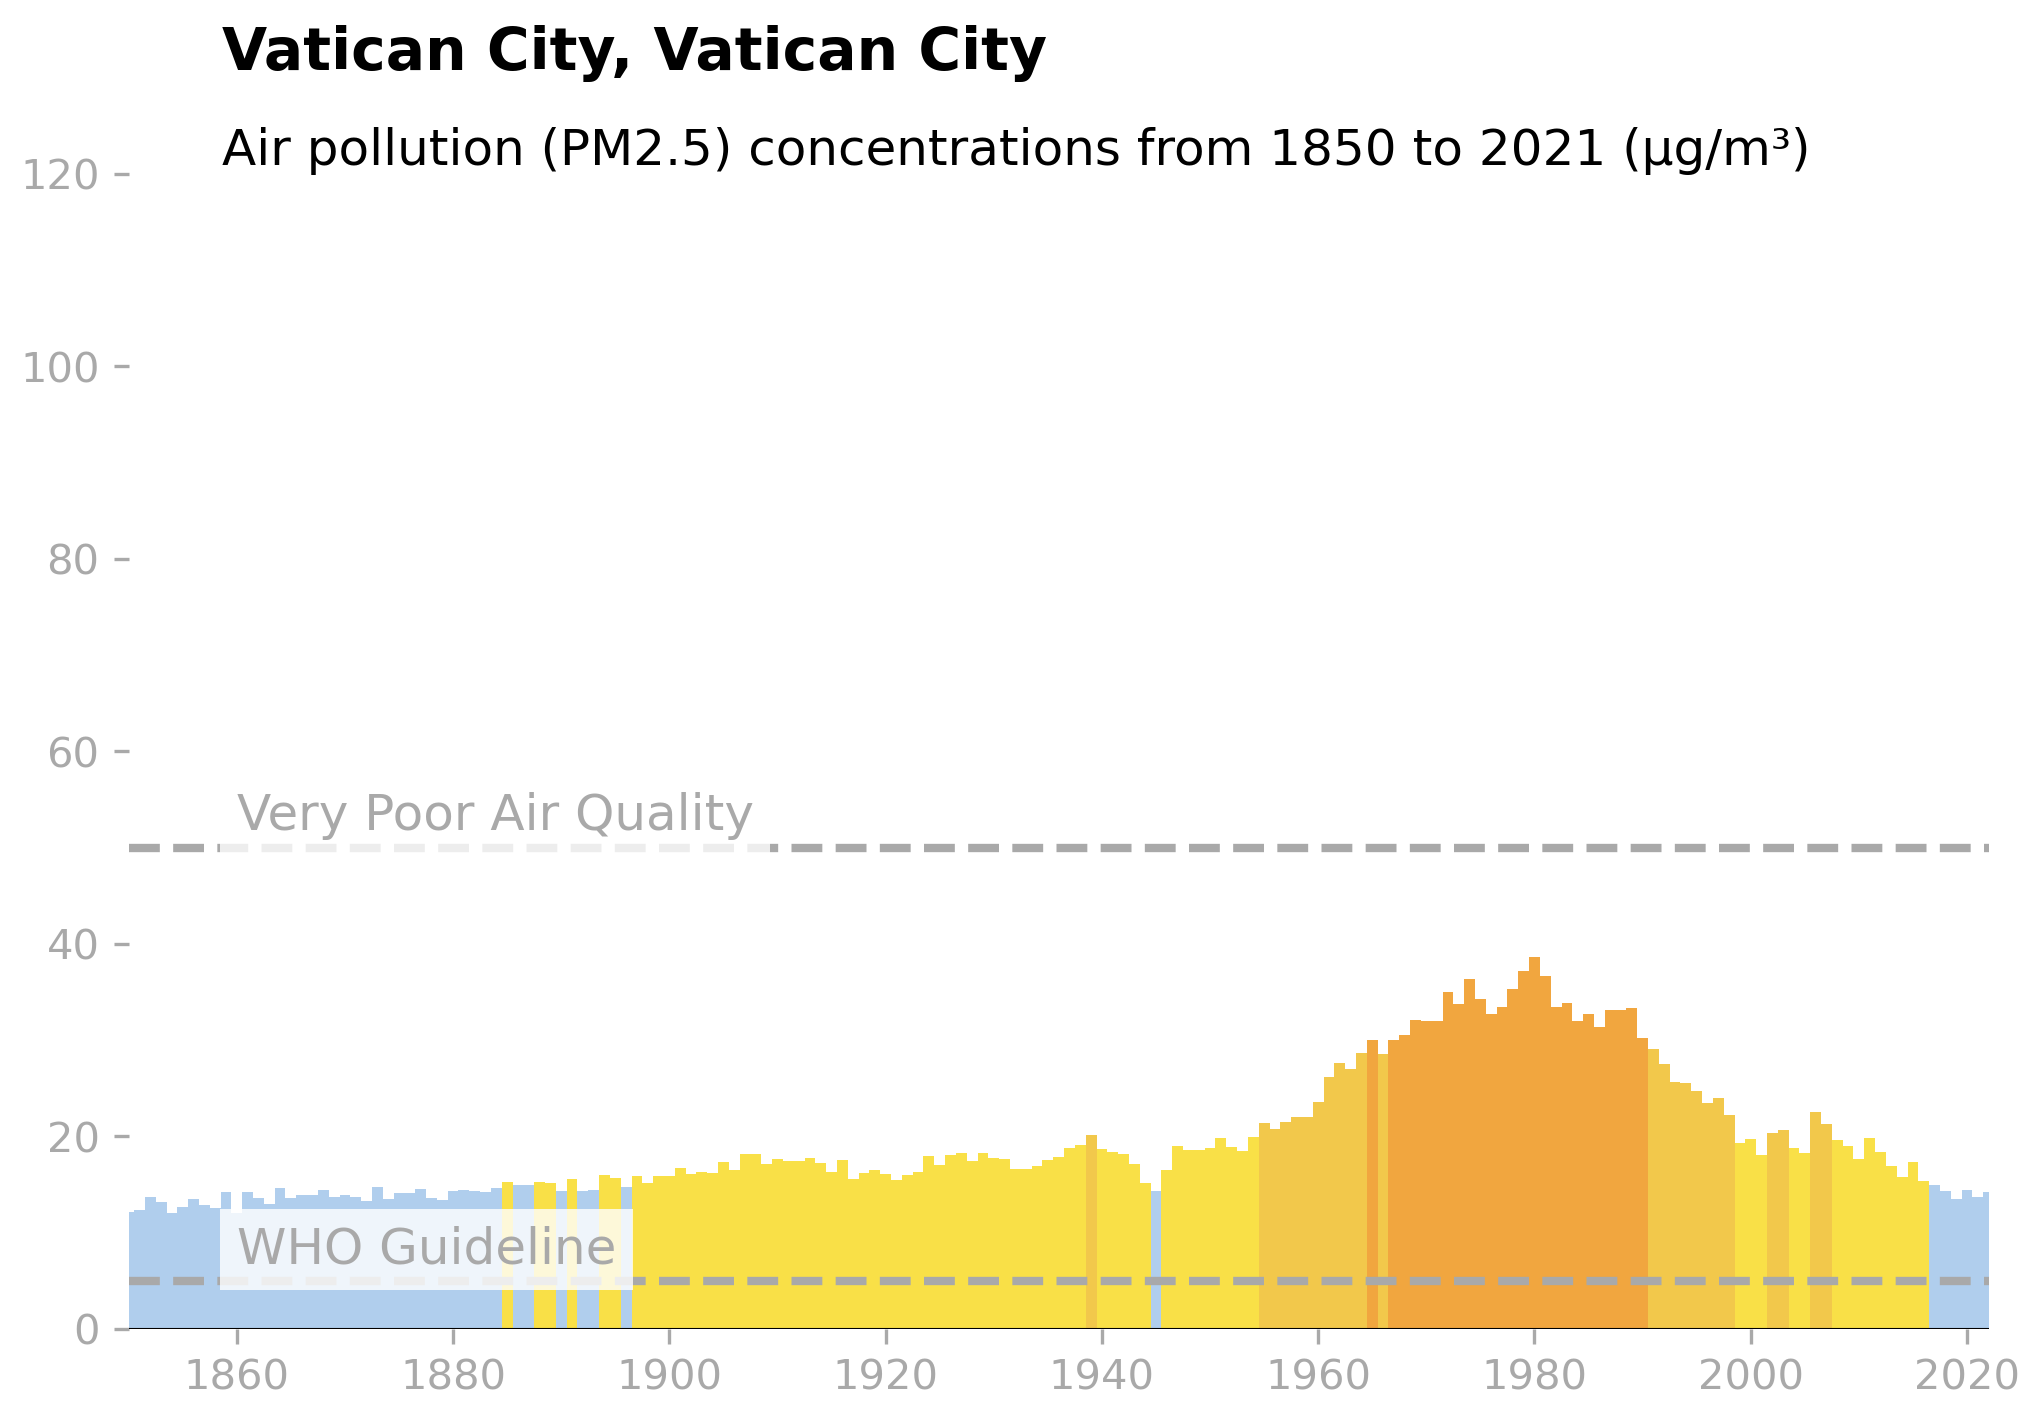 Vatican City, Vatican City
Air pollution (PM2.5) concentrations from 1850 to 2021 (µg/m³)
120
100
80
60
Very Poor Air Quality
40
20
WHO Guideline
0
1860 1880 1900 1920 1940 1960 1980 2000 2020